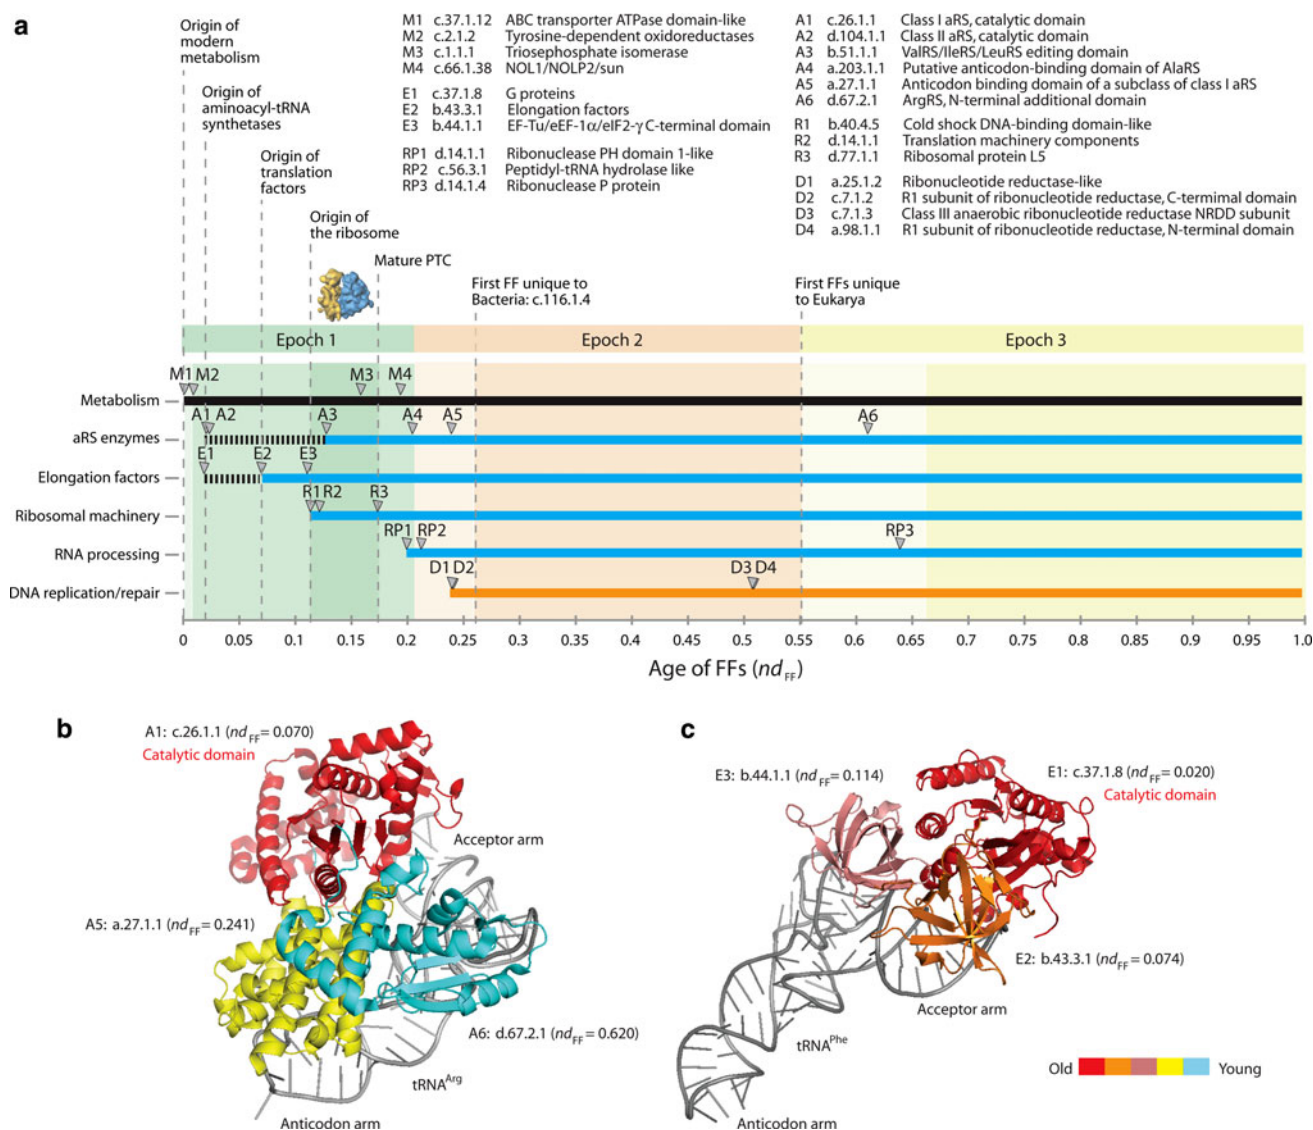 a
Origin of
modern
metabolism
Origin of
aminoacyl-tRNA
synthetases
Origin of
translation
factors
Origin of
the ribosome
Mature PTC
M1 c.37.1.12 ABC transporter ATPase domain-like
M2 c.2.1.2 Tyrosine-dependent oxidoreductases
M3 c.1.1.1 Triosephosphate isomerase
M4 c.66.1.38 NOL1/NOLP2/sun
E1 c.37.1.8 G proteins
E2 b.43.3.1 Elongation factors
E3 b.44.1.1 EF-Tu/eEF-1α/eIF2-γ C-terminal domain
RP1 d.14.1.1 Ribonuclease PH domain 1-like
RP2 c.56.3.1 Peptidyl-tRNA hydrolase like
RP3 d.14.1.4 Ribonuclease P protein
A1 c.26.1.1 Class I aRS, catalytic domain
A2 d.104.1.1 Class II aRS, catalytic domain
A3 b.51.1.1 ValRS/IleRS/LeuRS editing domain
A4 a.203.1.1 Putative anticodon-binding domain of AlaRS
A5 a.27.1.1 Anticodon binding domain of a subclass of class I aRS
A6 d.67.2.1 ArgRS, N-terminal additional domain
R1 b.40.4.5 Cold shock DNA-binding domain-like
R2 d.14.1.1 Translation machinery components
R3 d.77.1.1 Ribosomal protein L5
D1 a.25.1.2 Ribonucleotide reductase-like
D2 c.7.1.2 R1 subunit of ribonucleotide reductase, C-termimal domain
D3 c.7.1.3 Class III anaerobic ribonucleotide reductase NRDD subunit
D4 a.98.1.1 R1 subunit of ribonucleotide reductase, N-terminal domain
First FF unique to
Bacteria: c.116.1.4
First FFs unique
to Eukarya
Epoch 1 Epoch 2 Epoch 3
M1 M2 M3 M4
Metabolism
A1 A2 A3 A4 A5 A6
aRS enzymes
E1 E2 E3
Elongation factors
R1 R2 R3
Ribosomal machinery
RP1 RP2 RP3
RNA processing
D1 D2 D3 D4
DNA replication/repair
0 0.05 0.1 0.15 0.2 0.25 0.3 0.35 0.4 0.45 0.5 0.55 0.6 0.65 0.7 0.75 0.8 0.85 0.9 0.95 1.0
Age of FFs (nd FF)
b
A1: c.26.1.1 (nd FF = 0.070)
Catalytic domain
Acceptor arm
A5: a.27.1.1 (nd FF = 0.241)
A6: d.67.2.1 (nd FF = 0.620)
tRNA Arg
Anticodon arm
c
E3: b.44.1.1 (nd FF = 0.114)
E1: c.37.1.8 (nd FF = 0.020)
Catalytic domain
E2: b.43.3.1 (nd FF = 0.074)
Acceptor arm
tRNA Phe
Old Young
Anticodon arm